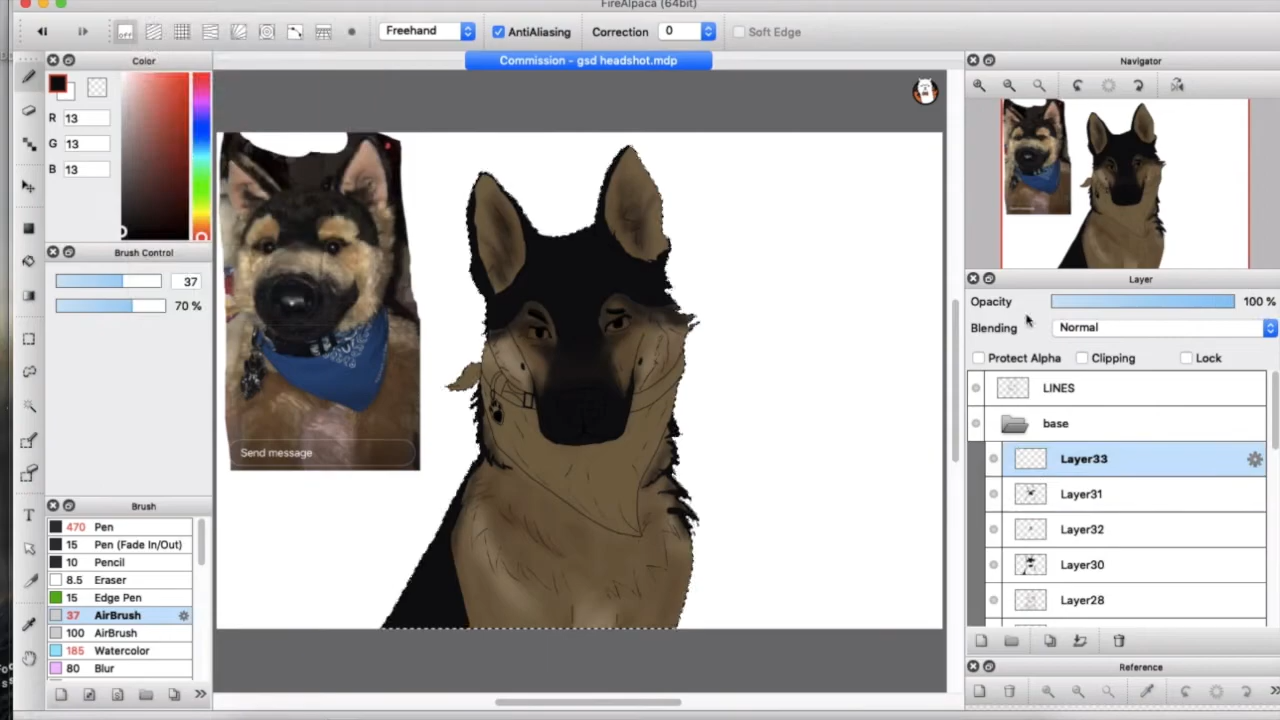 FireAlpaca (64bit)
OFF Freehand AntiAliasing Correction 0 Soft Edge
Color
Commission - gsd headshot.mdp
Navigator
R 13
G 13
B 13
Brush Control
37
70 %
Layer
Opacity 100 %
Blending Normal
Protect Alpha Clipping Lock
LINES
base
Layer33
Layer31
Layer32
Layer30
Layer28
Send message
Brush
470 Pen
15 Pen (Fade In/Out)
10 Pencil
8.5 Eraser
15 Edge Pen
37 AirBrush
100 AirBrush
185 Watercolor
80 Blur
T
Reference